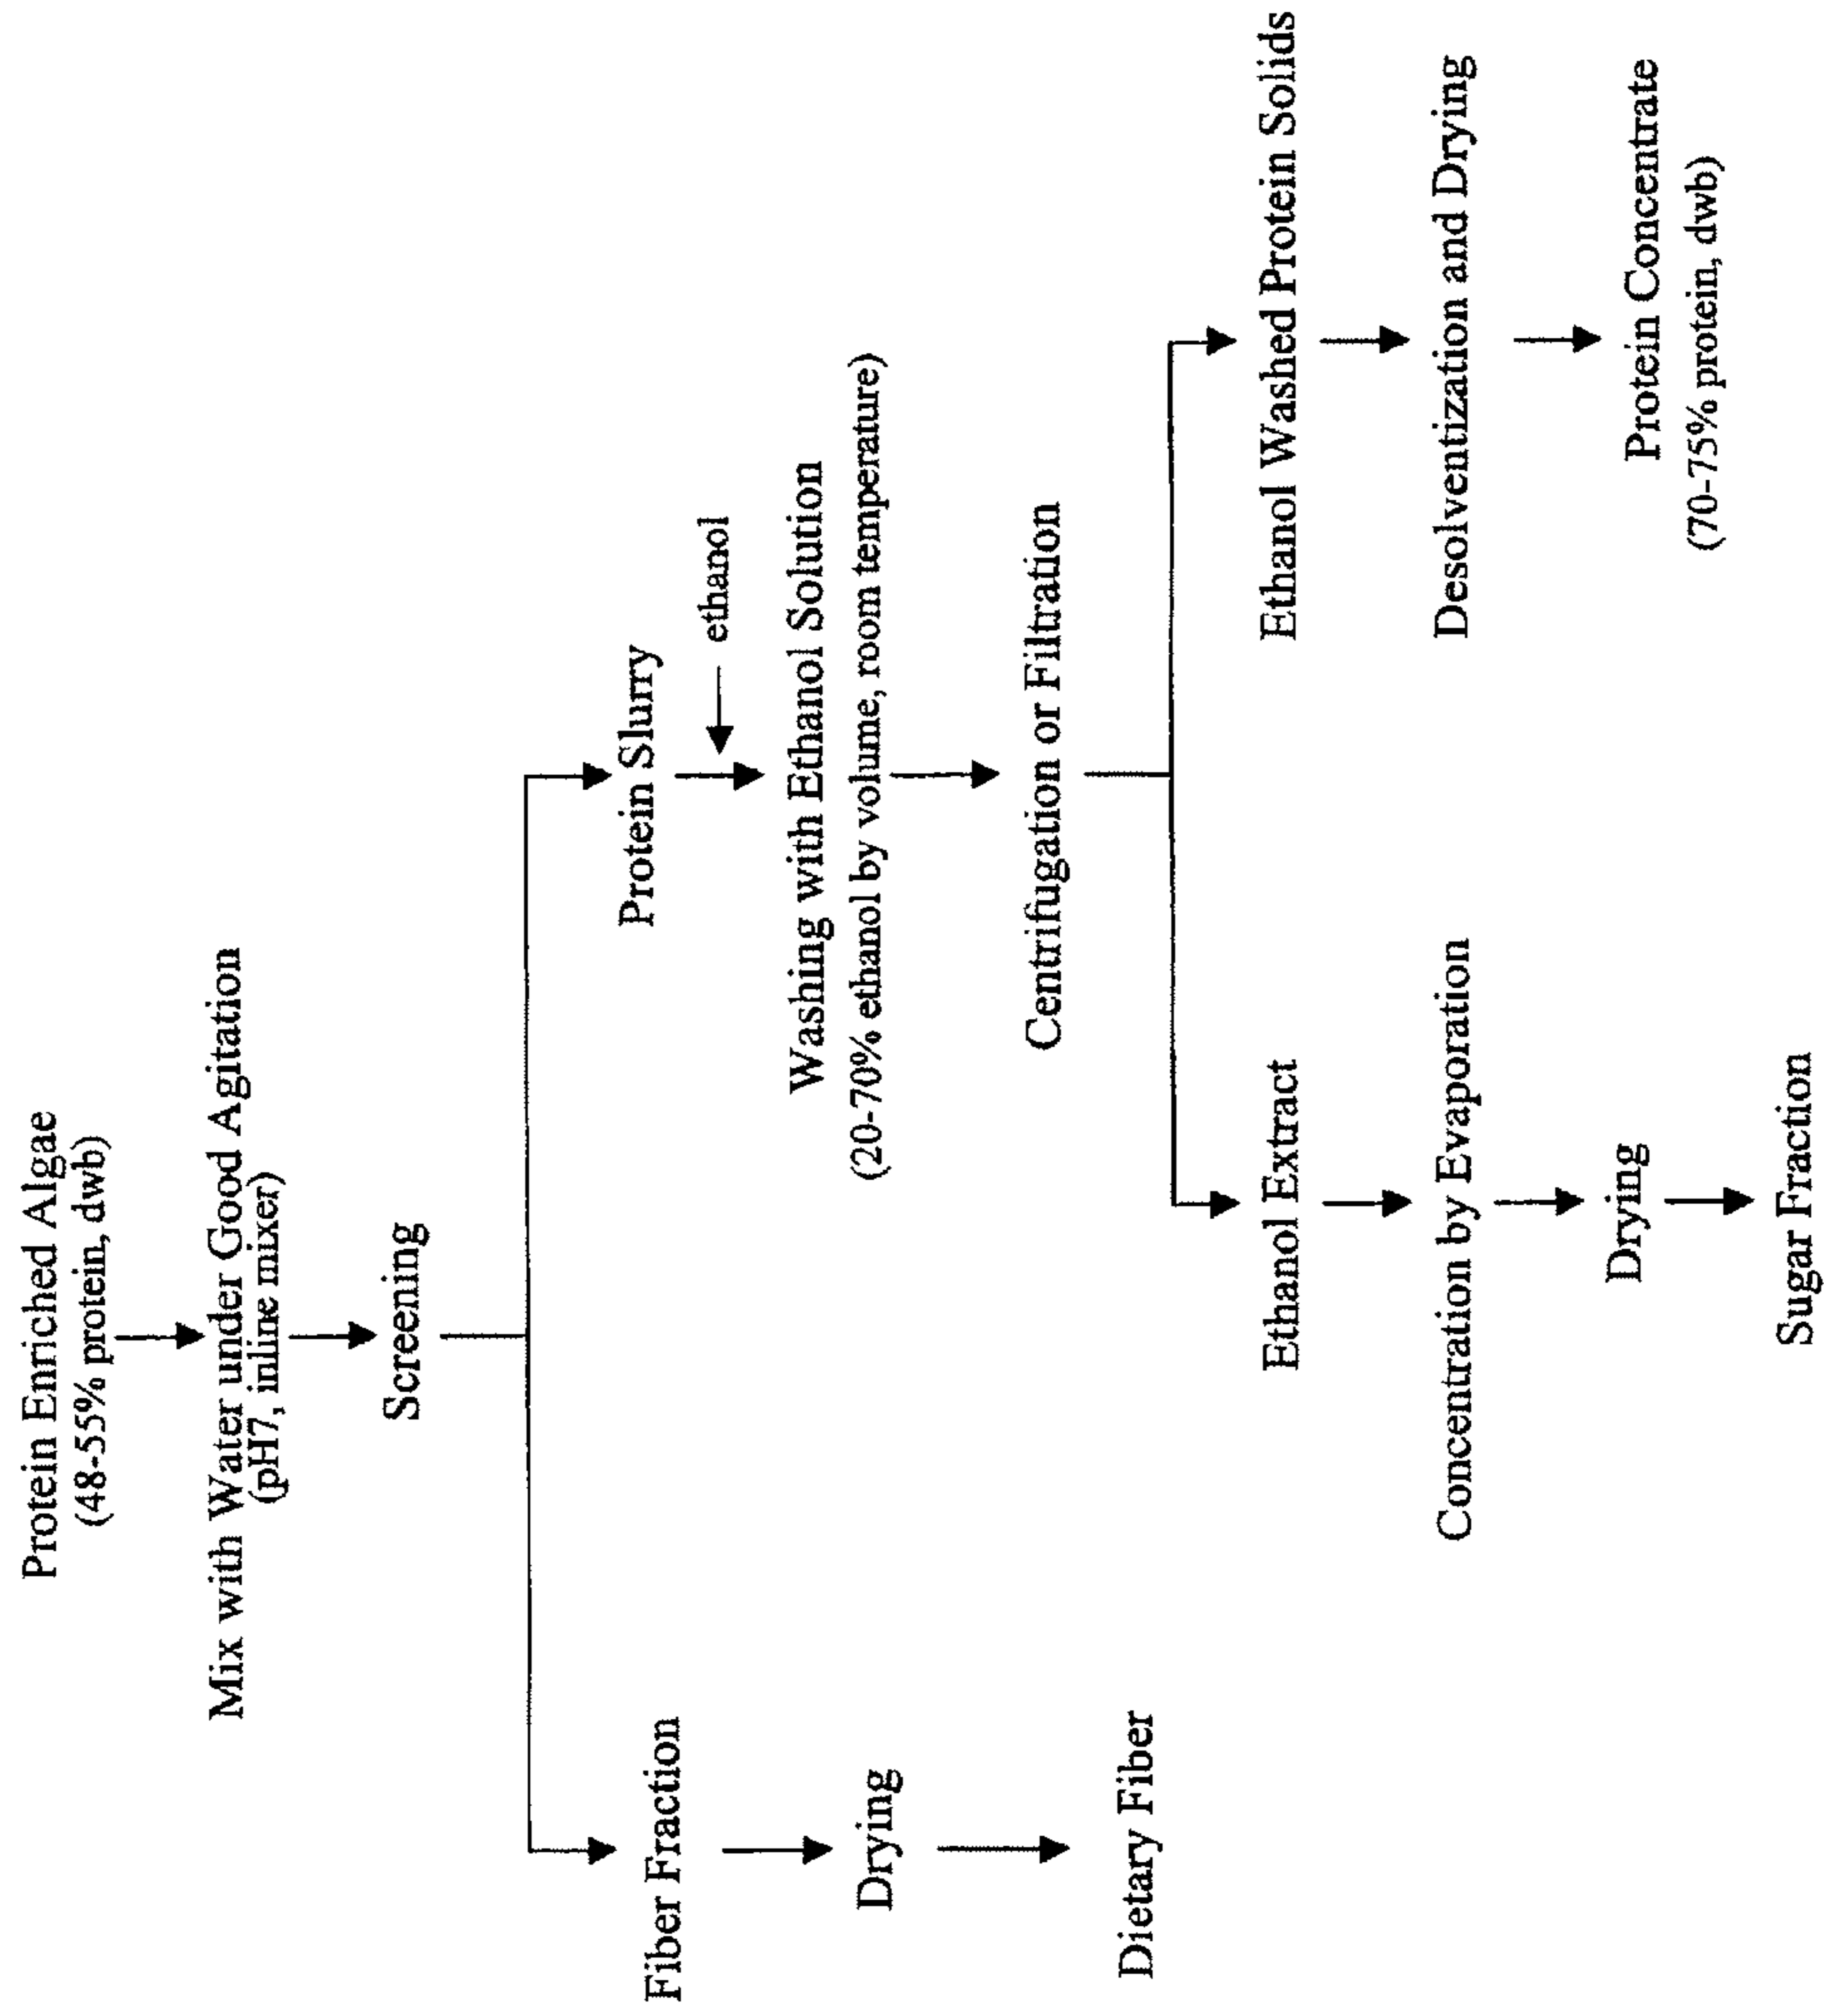 Protein Enriched Algae
(48-55% protein, dwb)
Mix with Water under Good Agitation
(pH7, inline mixer)
Screening
Fiber Fraction
Drying
Dietary Fiber
Protein Slurry
ethanol
Washing with Ethanol Solution
(20-70% ethanol by volume, room temperature)
Centrifugation or Filtration
Ethanol Extract
Concentration by Evaporation
Drying
Sugar Fraction
Ethanol Washed Protein Solids
Desolventization and Drying
Protein Concentrate
(70-75% protein, dwb)